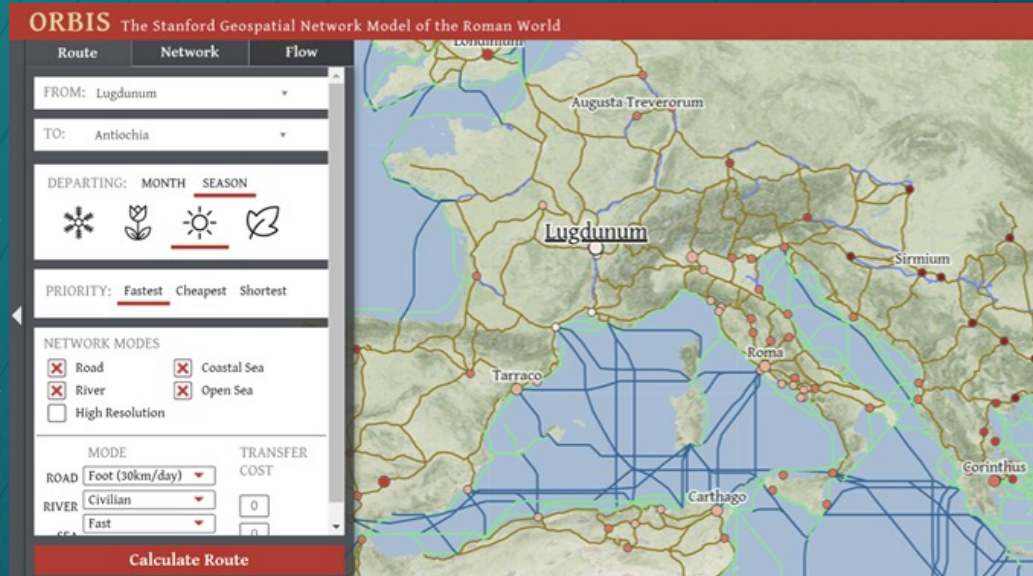 ORBIS The Stanford Geospatial Network Model of the Roman World
Route Network Flow
FROM: Lugdunum
TO: Antiochia
DEPARTING: MONTH SEASON
PRIORITY: Fastest Cheapest Shortest
NETWORK MODES
Road Coastal Sea
River Open Sea
High Resolution
MODE TRANSFER
COST
ROAD Foot (30km/day)
RIVER Civilian 0
SEA Fast 0
Calculate Route
Londinium
Augusta Treverorum
Lugdunum
Sirmium
Roma
Tarraco
Corinthus
Carthago